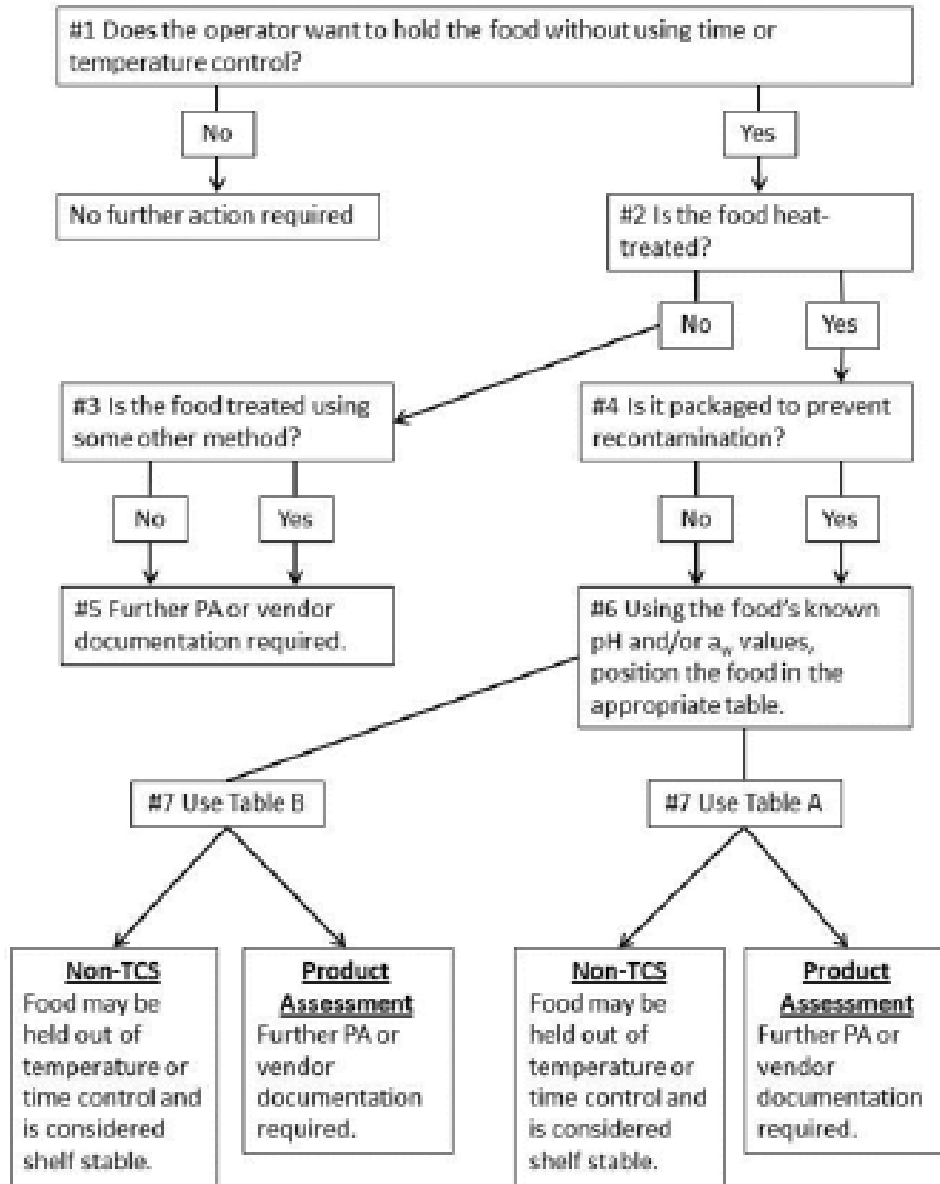 #1 Does the operator want to hold the food without using time or
temperature control?
No
Yes
No further action required
#2 Is the food heat-
treated?
No
Yes
#3 Is the food treated using
some other method?
#4 Is it packaged to prevent
recontamination?
No
Yes
No
Yes
#5 Further PA or vendor
documentation required.
#6 Using the food's known
pH and/or aw values,
position the food in the
appropriate table.
#7 Use Table B
#7 Use Table A
Non-TCS
Food may be
held out of
temperature or
time control and
is considered
shelf stable.
Product
Assessment
Further PA or
vendor
documentation
required.
Non-TCS
Food may be
held out of
temperature or
time control and
is considered
shelf stable.
Product
Assessment
Further PA or
vendor
documentation
required.